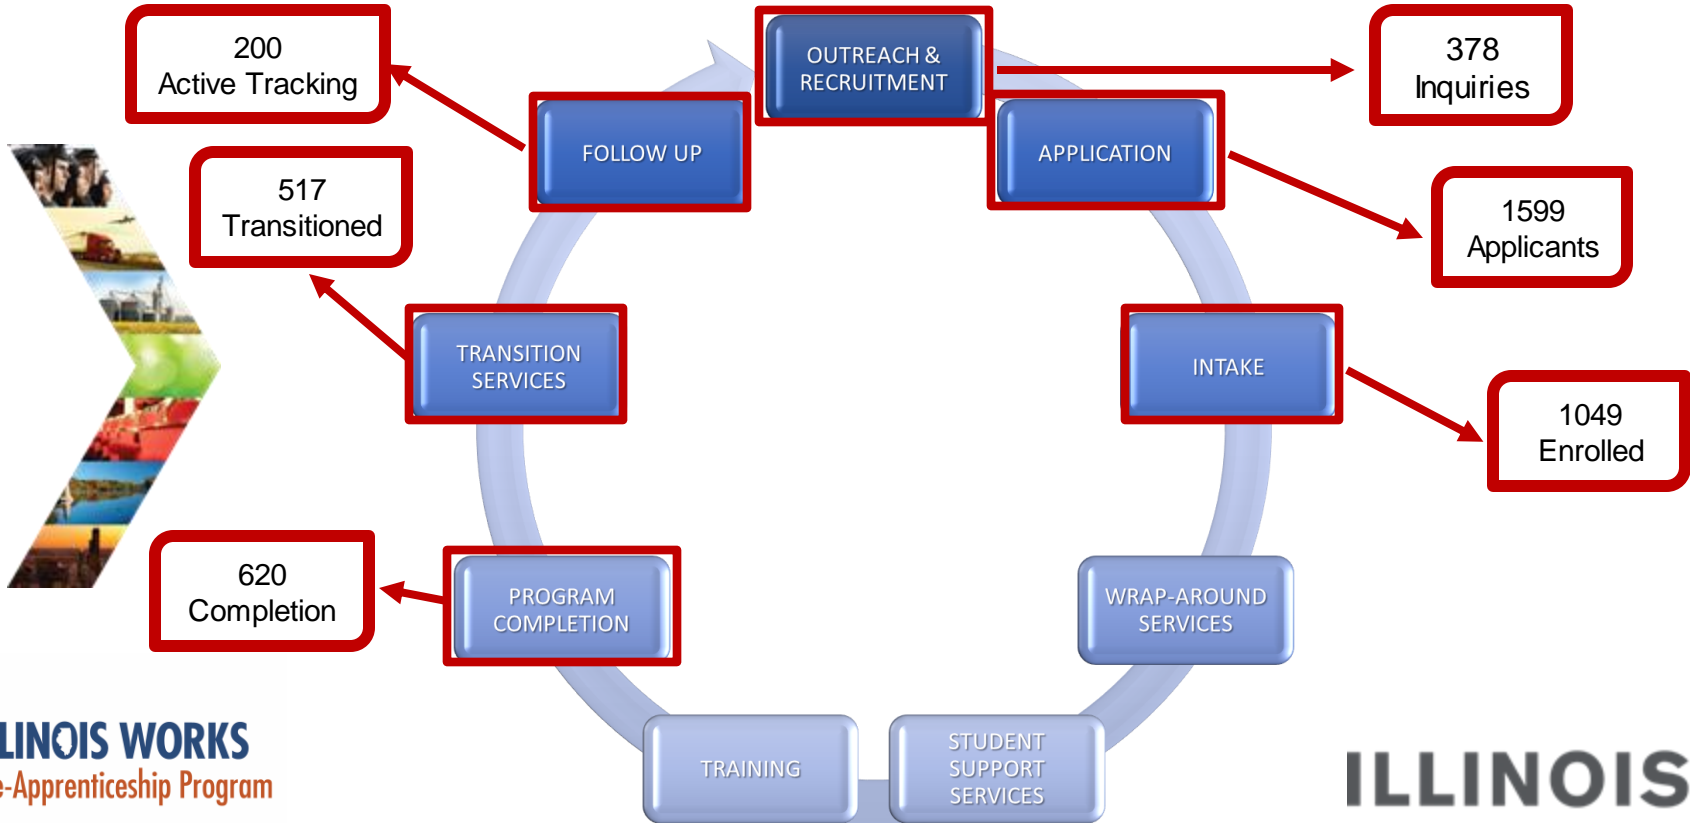 200
Active Tracking
OUTREACH &
RECRUITMENT
378
Inquiries
FOLLOW UP
APPLICATION
517
Transitioned
1599
Applicants
TRANSITION
SERVICES
INTAKE
1049
Enrolled
620
Completion
PROGRAM
COMPLETION
WRAP-AROUND
SERVICES
TRAINING
STUDENT
SUPPORT
SERVICES
LLINOIS WORKS
e-Apprenticeship Program
ILLINOIS